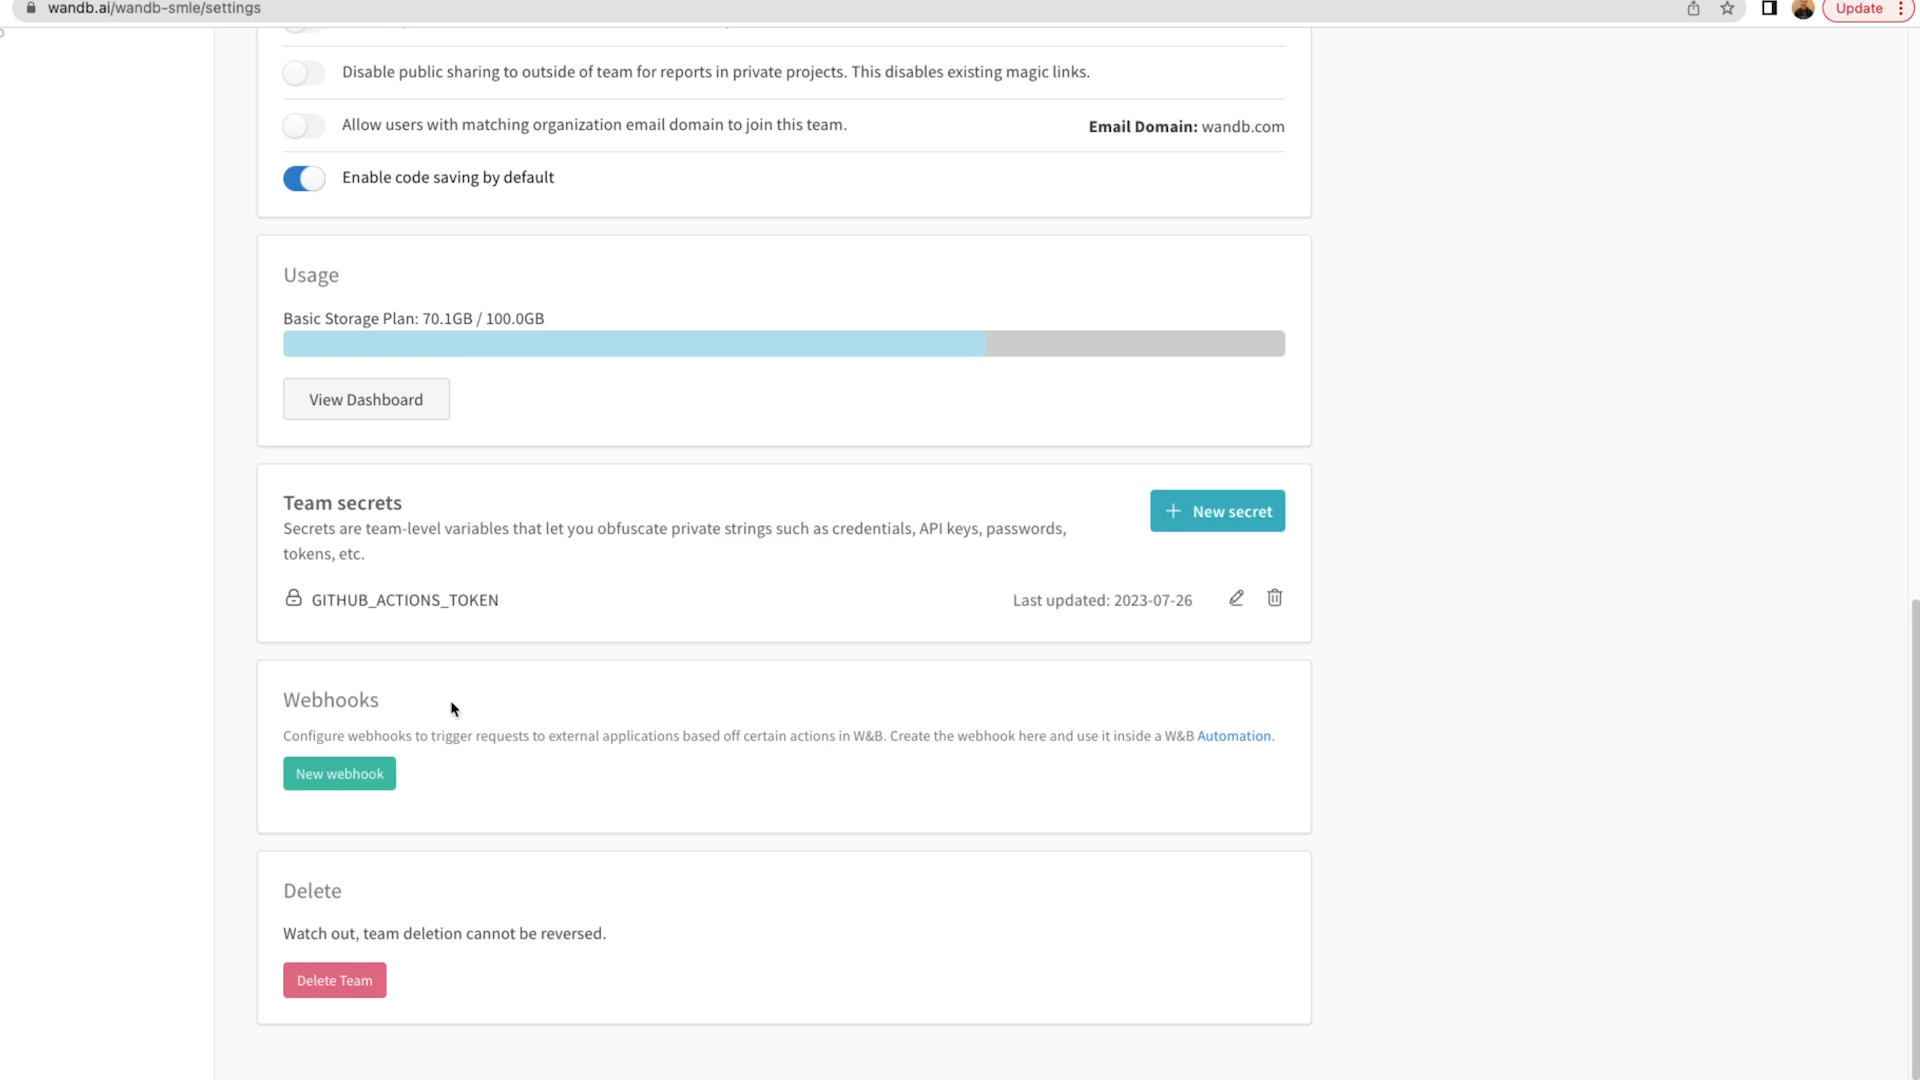 wandb.ai/wandb-smle/settings
Update
Disable public sharing to outside of team for reports in private projects. This disables existing magic links.
Allow users with matching organization email domain to join this team.
Email Domain: wandb.com
Enable code saving by default
Usage
Basic Storage Plan: 70.1GB / 100.0GB
View Dashboard
Team secrets
+ New secret
Secrets are team-level variables that let you obfuscate private strings such as credentials, API keys, passwords,
tokens, etc.
GITHUB_ACTIONS_TOKEN
Last updated: 2023-07-26
Webhooks
Configure webhooks to trigger requests to external applications based off certain actions in W&B. Create the webhook here and use it inside a W&B Automation.
New webhook
Delete
Watch out, team deletion cannot be reversed.
Delete Team